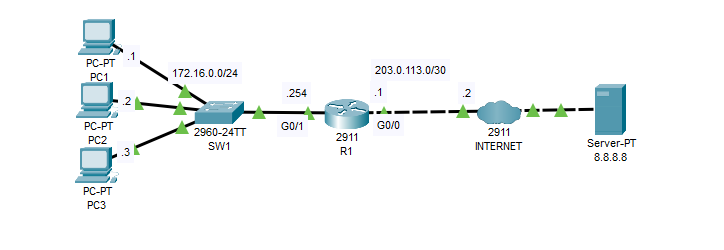 .1
PC-PT
PC1
172.16.0.0/24
.2
PC-PT
PC2
.3
PC-PT
PC3
2960-24TT
SW1
.254
G0/1
2911
R1
203.0.113.0/30
.1
G0/0
.2
2911
INTERNET
Server-PT
8.8.8.8